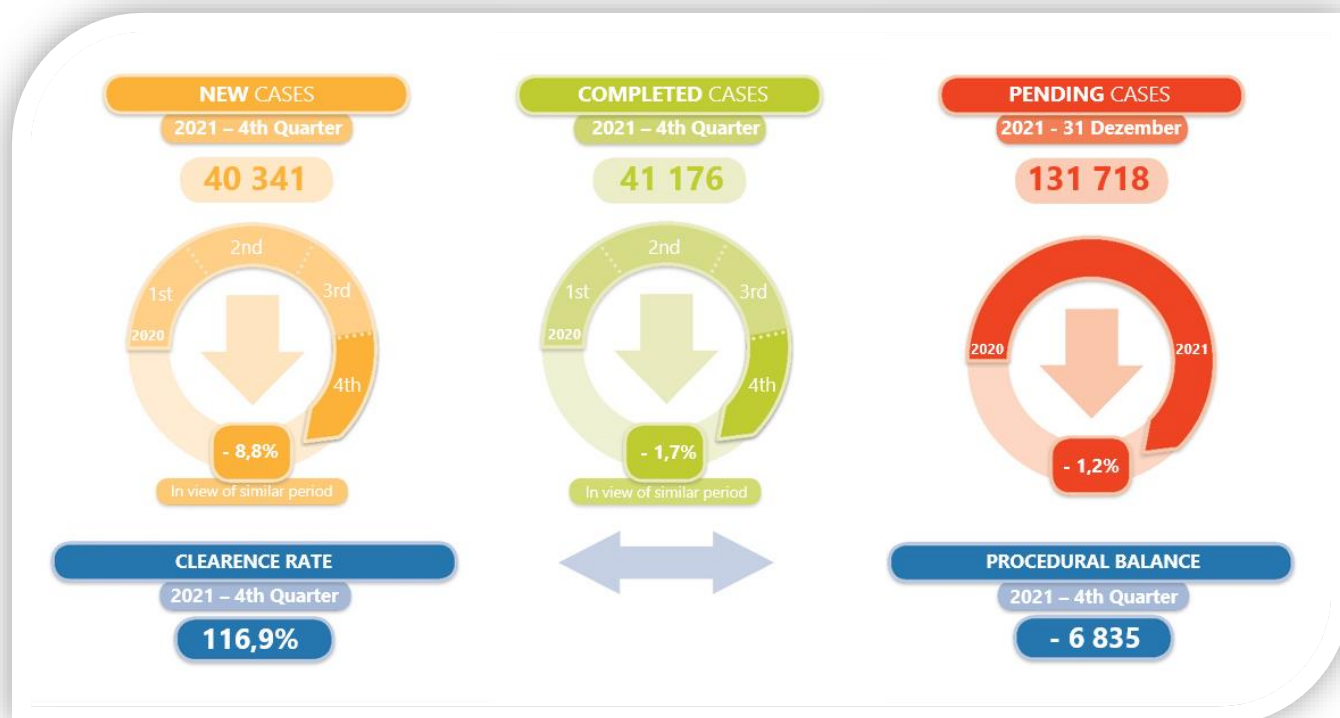 NEW CASES
2021 – 4th Quarter
40 341
1st
2nd
3rd
4th
2020
- 8,8%
In view of similar period
COMPLETED CASES
2021 – 4th Quarter
41 176
1st
2nd
3rd
4th
2020
- 1,7%
In view of similar period
PENDING CASES
2021 - 31 Dezember
131 718
2020
2021
- 1,2%
CLEARENCE RATE
2021 – 4th Quarter
116,9%
PROCEDURAL BALANCE
2021 – 4th Quarter
- 6 835